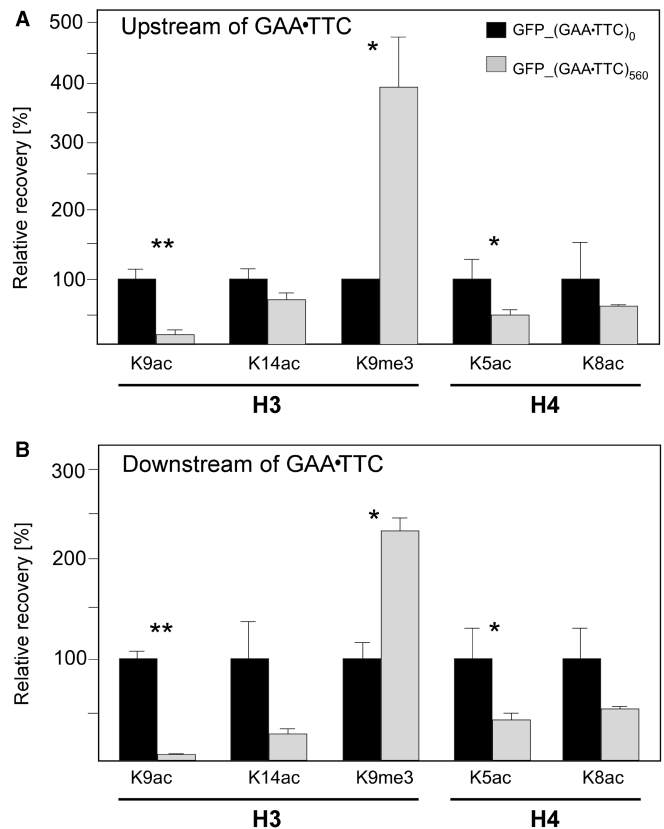 A
Upstream of GAA•TTC
GFP_(GAA•TTC)0
GFP_(GAA•TTC)560
Relative recovery [%]
500
400
300
200
100
*
**
*
K9ac K14ac K9me3 K5ac K8ac
H3 H4
B
Downstream of GAA•TTC
Relative recovery [%]
300
200
100
*
**
*
K9ac K14ac K9me3 K5ac K8ac
H3 H4